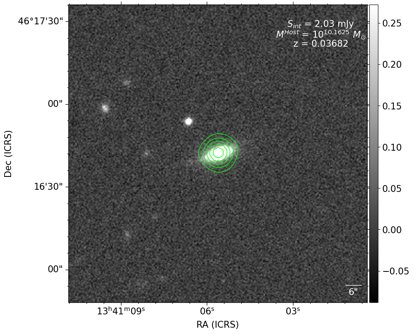 46°17'30"
00"
16'30"
00"
Dec (ICRS)
S_int = 2.03 mJy
M^Host = 10^10.1625 M_⊙
z = 0.03682
6"
13ʰ41ᵐ09ˢ
06ˢ
03ˢ
RA (ICRS)
0.25
0.20
0.15
0.10
0.05
0.00
−0.05